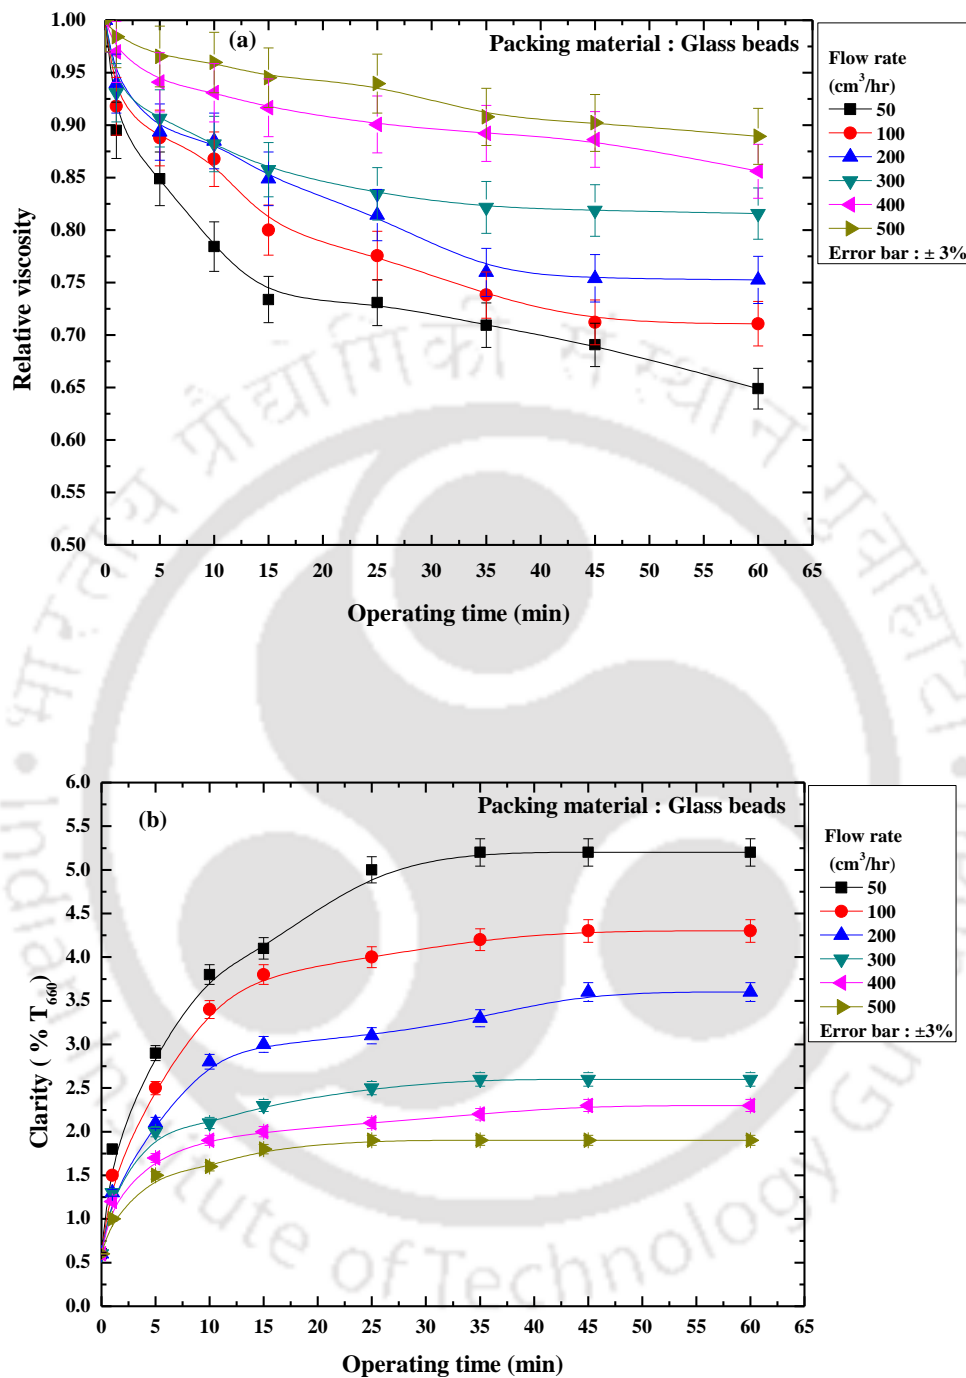 (a)
Packing material : Glass beads
Flow rate
(cm³/hr)
50
100
200
300
400
500
Error bar : ± 3%
1.00
0.95
0.90
0.85
0.80
0.75
0.70
0.65
0.60
0.55
0.50
Relative viscosity
0 5 10 15 20 25 30 35 40 45 50 55 60 65
Operating time (min)
(b)
Packing material : Glass beads
Flow rate
(cm³/hr)
50
100
200
300
400
500
Error bar : ±3%
6.0
5.5
5.0
4.5
4.0
3.5
3.0
2.5
2.0
1.5
1.0
0.5
0.0
Clarity ( % T₆₆₀)
0 5 10 15 20 25 30 35 40 45 50 55 60 65
Operating time (min)
भारतीय प्रौद्योगिकी संस्थान गुवाहाटी
Indian Institute of Technology Gu